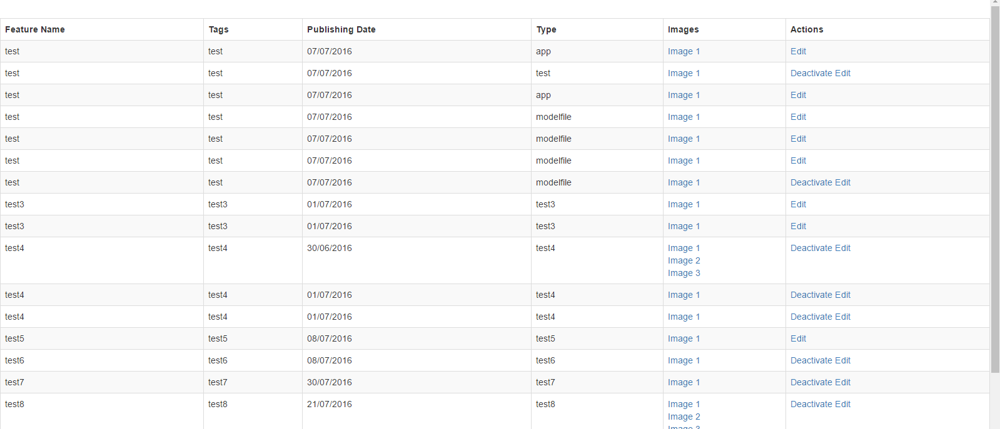 Feature Name Tags Publishing Date Type Images Actions
test test 07/07/2016 app Image 1 Edit
test test 07/07/2016 test Image 1 Deactivate Edit
test test 07/07/2016 app Image 1 Edit
test test 07/07/2016 modelfile Image 1 Edit
test test 07/07/2016 modelfile Image 1 Edit
test test 07/07/2016 modelfile Image 1 Edit
test test 07/07/2016 modelfile Image 1 Deactivate Edit
test3 test3 01/07/2016 test3 Image 1 Edit
test3 test3 01/07/2016 test3 Image 1 Edit
test4 test4 30/06/2016 test4 Image 1 Deactivate Edit
Image 2
Image 3
test4 test4 01/07/2016 test4 Image 1 Deactivate Edit
test4 test4 01/07/2016 test4 Image 1 Deactivate Edit
test5 test5 08/07/2016 test5 Image 1 Edit
test6 test6 08/07/2016 test6 Image 1 Deactivate Edit
test7 test7 30/07/2016 test7 Image 1 Deactivate Edit
test8 test8 21/07/2016 test8 Image 1 Deactivate Edit
Image 2
Image 3